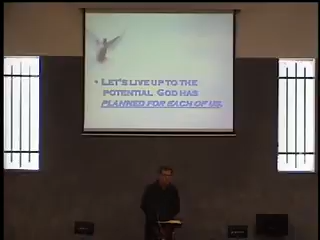 • LET'S LIVE UP TO THE
POTENTIAL GOD HAS
PLANNED FOR EACH OF US.